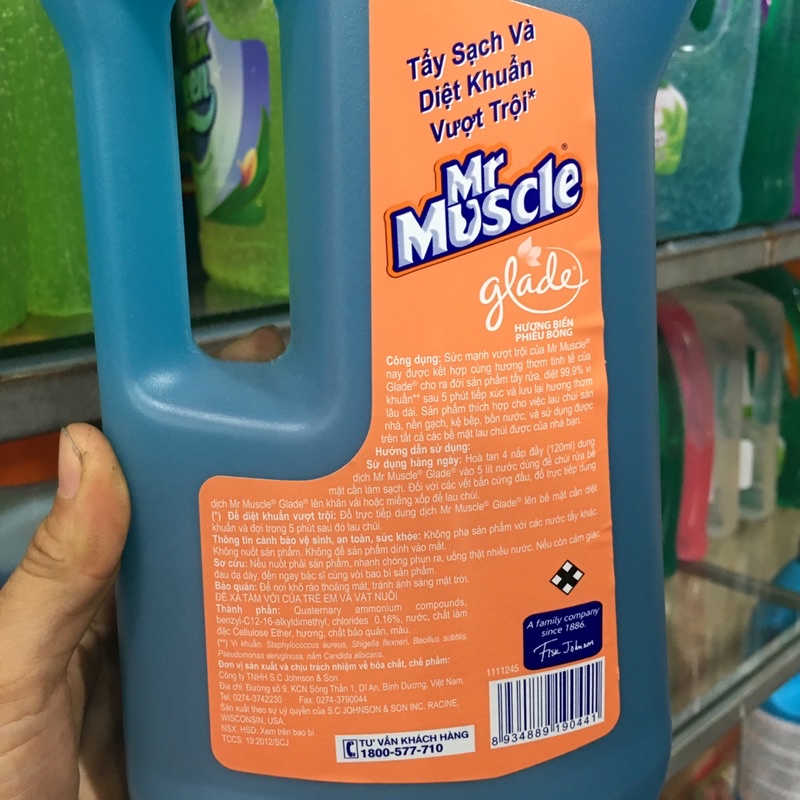 Tẩy Sạch Và
Diệt Khuẩn
Vượt Trội*
Mr
Muscle®
glade®
HƯƠNG BIỂN
PHIÊU BỒNG
Công dụng: Sức mạnh vượt trội của Mr Muscle®
nay được kết hợp cùng hương thơm tinh tế của
Glade® cho ra đời sản phẩm tẩy rửa, diệt 99,9% vi
khuẩn** sau 5 phút tiếp xúc và lưu lại hương thơm
lâu dài. Sản phẩm thích hợp cho việc lau chùi sàn
nhà, nền gạch, kệ bếp, bồn nước, và sử dụng được
trên tất cả các bề mặt lau chùi được của nhà bạn.
Hướng dẫn sử dụng:
Sử dụng hàng ngày: Hoà tan 4 nắp đầy (120ml) dung
dịch Mr Muscle® Glade® vào 5 lít nước dùng để chùi rửa bề
mặt cần làm sạch. Đối với các vết bẩn cứng đầu, đổ trực tiếp dung
dịch Mr Muscle® Glade® lên khăn vải hoặc miếng xốp để lau chùi.
(*) Để diệt khuẩn vượt trội: Đổ trực tiếp dung dịch Mr Muscle® Glade® lên bề mặt cần diệt
khuẩn và đợi trong 5 phút sau đó lau chùi.
Thông tin cảnh báo vệ sinh, an toàn, sức khỏe: Không pha sản phẩm với các nước tẩy khác.
Không nuốt sản phẩm. Không để sản phẩm dính vào mắt.
Sơ cứu: Nếu nuốt phải sản phẩm, nhanh chóng phun ra, uống thật nhiều nước. Nếu còn cảm giác
đau dạ dày, đến ngay bác sĩ cùng với bao bì sản phẩm.
Bảo quản: Để nơi khô ráo thoáng mát, tránh ánh sáng mặt trời.
ĐỂ XA TẦM VỚI CỦA TRẺ EM VÀ VẬT NUÔI
Thành phần: Quaternary ammonium compounds,
benzyl-C12-16-alkyldimethyl, chlorides 0.16%, nước, chất làm
đặc Cellulose Ether, hương, chất bảo quản, màu.
(**) Vi khuẩn: Staphylococcus aureus, Shigella flexneri, Bacillus subtilis,
Pseudomonas aeruginosa, nấm Candida albicans.
Đơn vị sản xuất và chịu trách nhiệm về hóa chất, chế phẩm:
Công ty TNHH S.C Johnson & Son
Địa chỉ: Đường số 9, KCN Sóng Thần 1, Dĩ An, Bình Dương, Việt Nam.
Tel: 0274-3742230 Fax: 0274-3790044
Sản xuất theo sự uỷ quyền của S.C JOHNSON & SON INC. RACINE,
WISCONSIN, USA
NSX, HSD: Xem trên bao bì
TCCS: 19:2012/SCJ
TƯ VẤN KHÁCH HÀNG
1800-577-710
A family company
since 1886.
Fisk Johnson
1111245
8 934889 190441